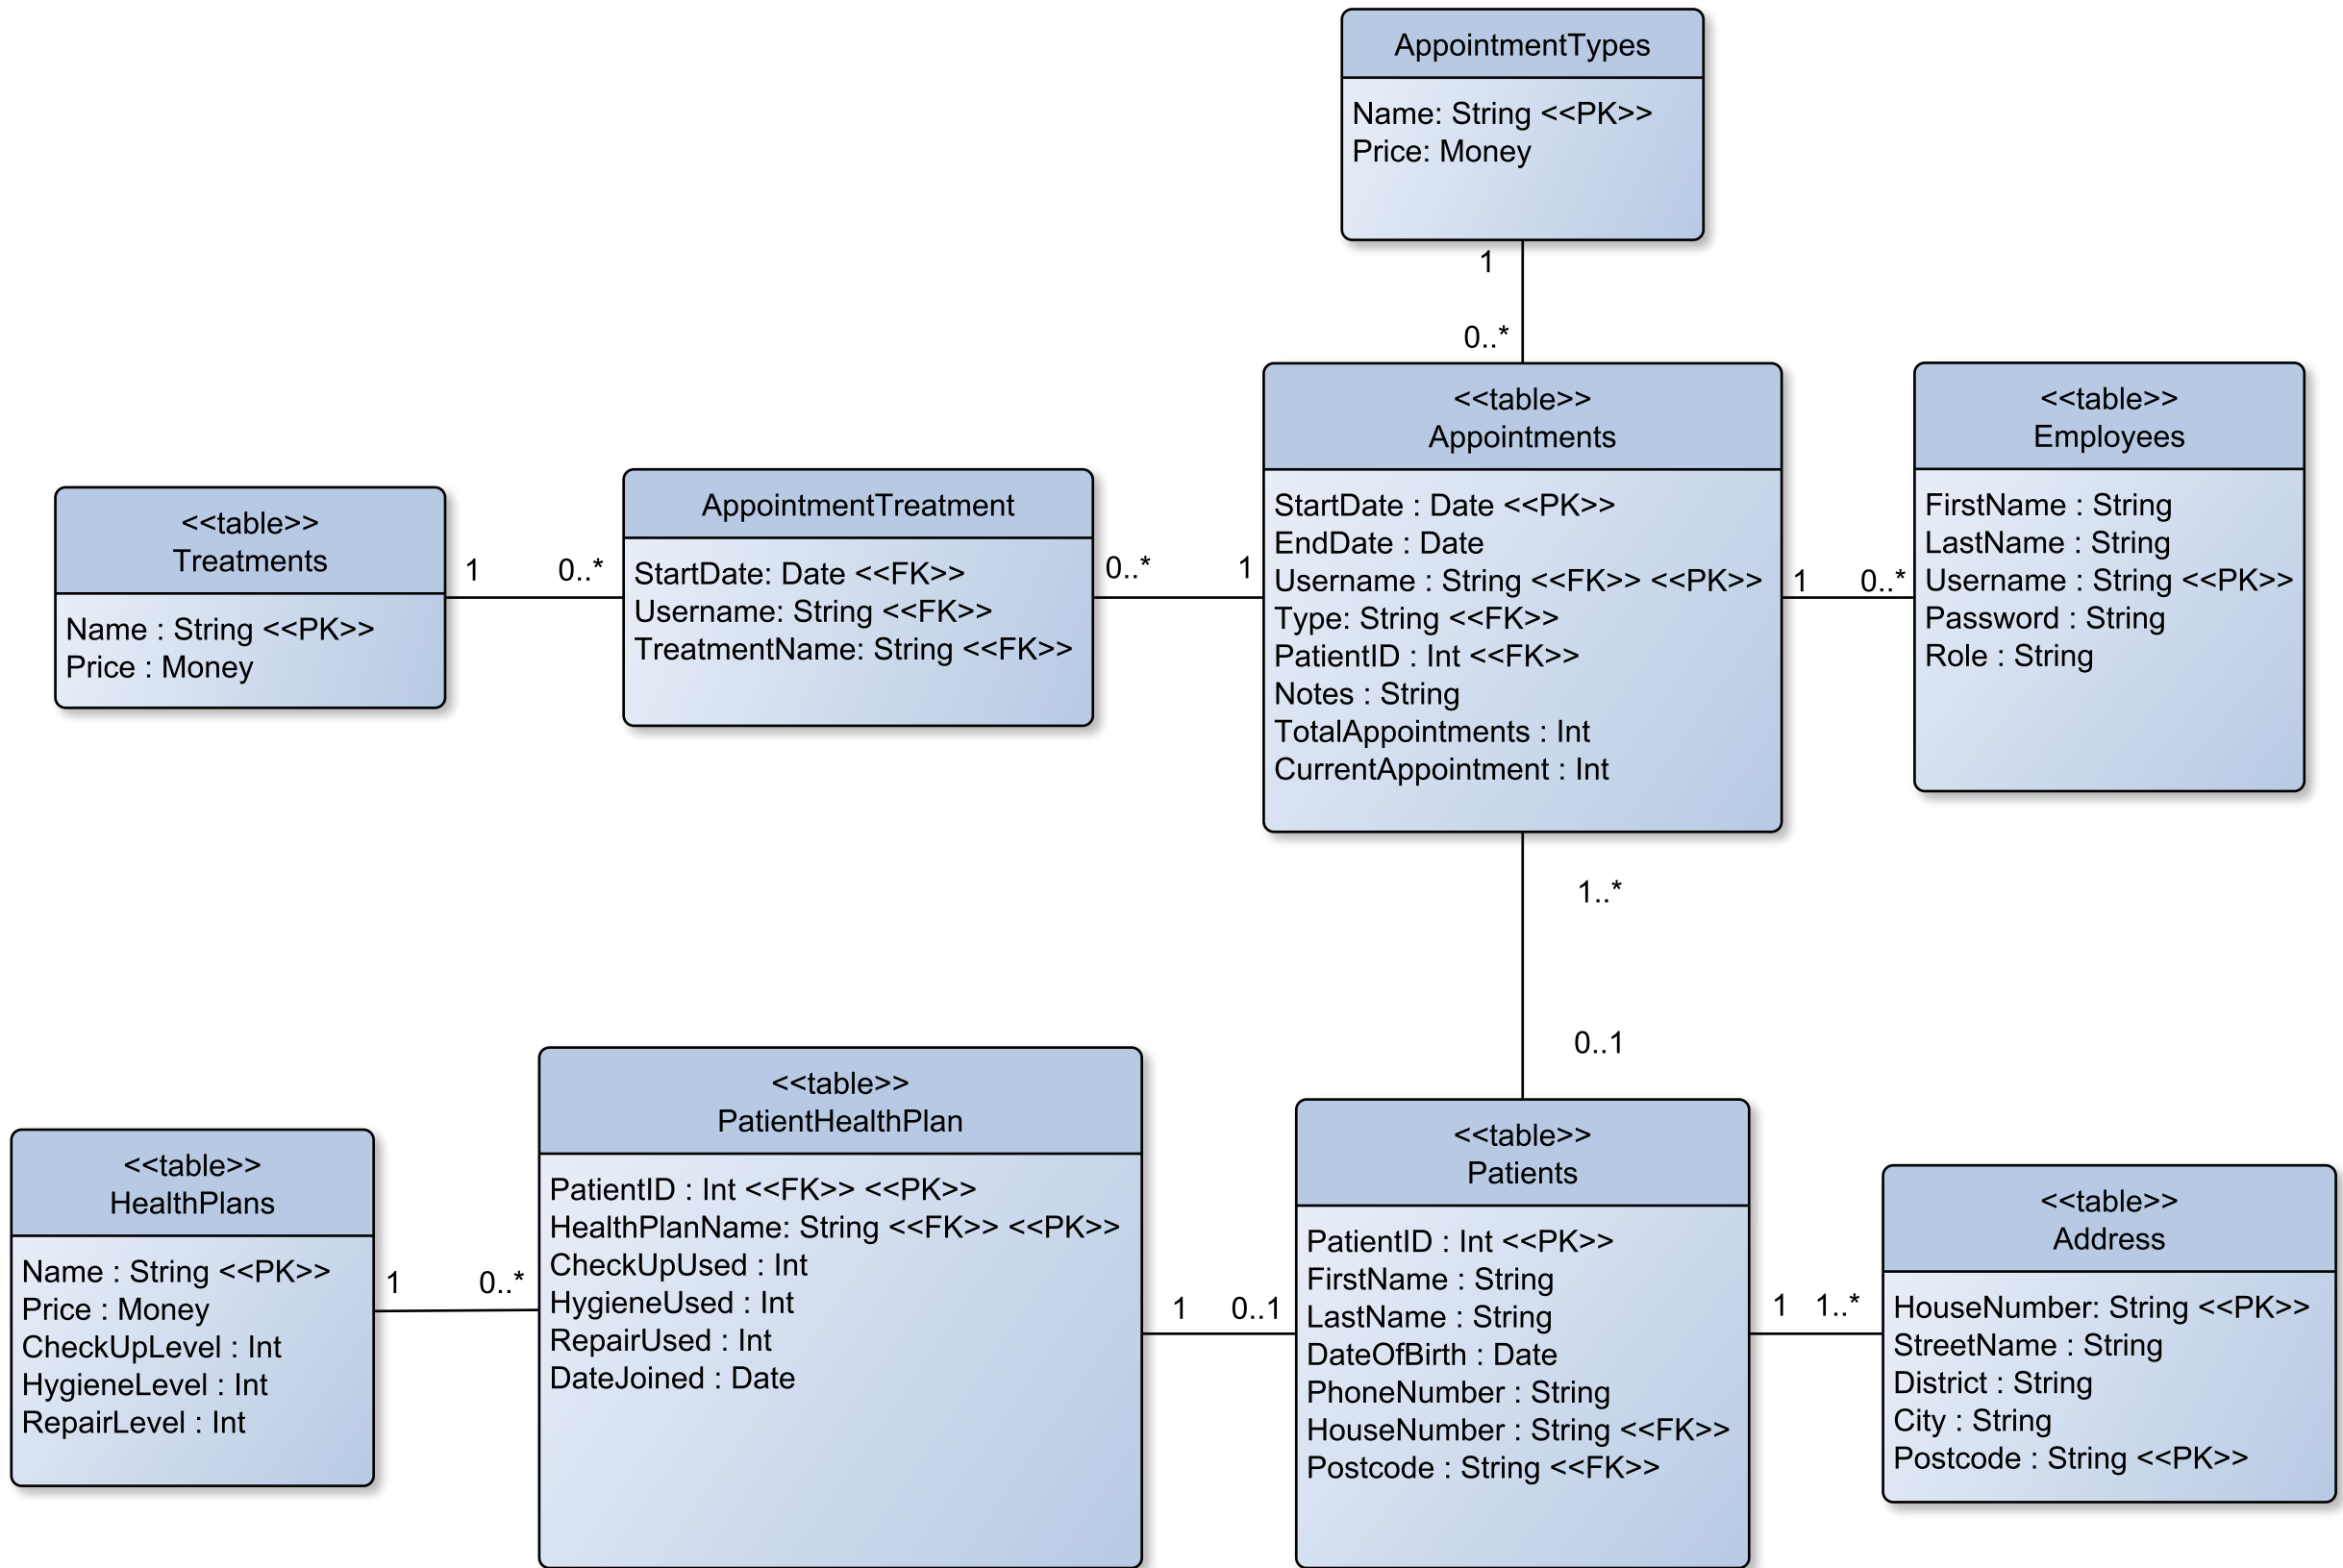 AppointmentTypes
Name: String <<PK>>
Price: Money
1
0..*
<<table>>
Appointments
StartDate : Date <<PK>>
EndDate : Date
Username : String <<FK>> <<PK>>
Type: String <<FK>>
PatientID : Int <<FK>>
Notes : String
TotalAppointments : Int
CurrentAppointment : Int
<<table>>
Employees
FirstName : String
LastName : String
Username : String <<PK>>
Password : String
Role : String
1
0..*
<<table>>
Treatments
Name : String <<PK>>
Price : Money
1
0..*
AppointmentTreatment
StartDate: Date <<FK>>
Username: String <<FK>>
TreatmentName: String <<FK>>
0..*
1
1..*
0..1
<<table>>
HealthPlans
Name : String <<PK>>
Price : Money
CheckUpLevel : Int
HygieneLevel : Int
RepairLevel : Int
1
0..*
<<table>>
PatientHealthPlan
PatientID : Int <<FK>> <<PK>>
HealthPlanName: String <<FK>> <<PK>>
CheckUpUsed : Int
HygieneUsed : Int
RepairUsed : Int
DateJoined : Date
1
0..1
<<table>>
Patients
PatientID : Int <<PK>>
FirstName : String
LastName : String
DateOfBirth : Date
PhoneNumber : String
HouseNumber : String <<FK>>
Postcode : String <<FK>>
1
1..*
<<table>>
Address
HouseNumber: String <<PK>>
StreetName : String
District : String
City : String
Postcode : String <<PK>>